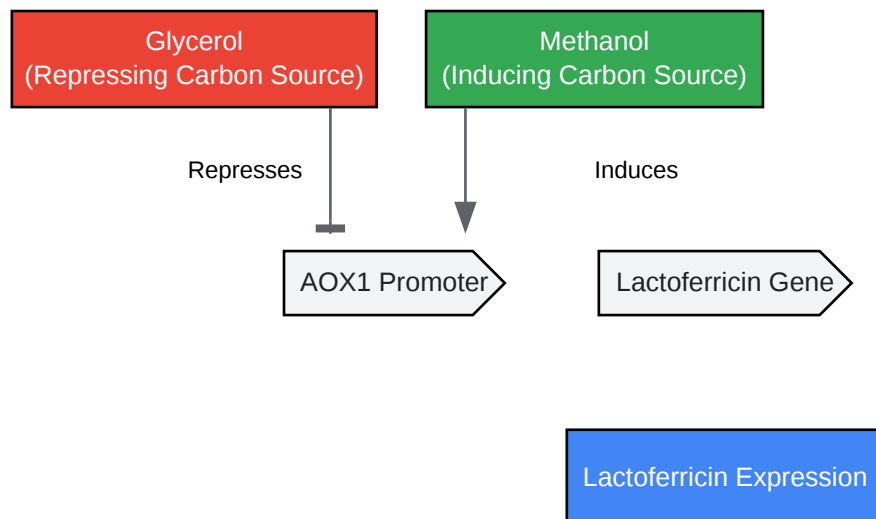 Glycerol
(Repressing Carbon Source)
Methanol
(Inducing Carbon Source)
Represses
Induces
AOX1 Promoter
Lactoferricin Gene
Lactoferricin Expression